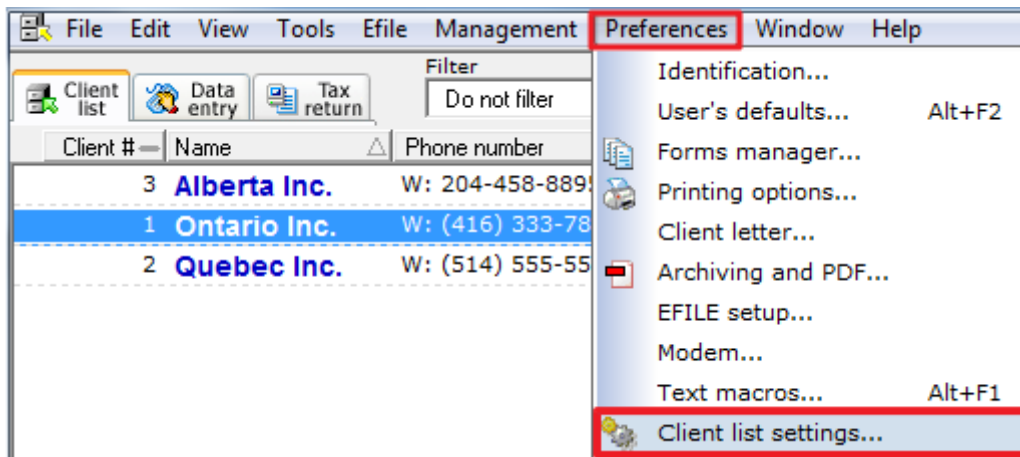 File Edit View Tools Efile Management Preferences Window Help
Client list
Data entry
Tax return
Filter
Do not filter
Client # Name Phone number
3 Alberta Inc. W: 204-458-889
1 Ontario Inc. W: (416) 333-78
2 Quebec Inc. W: (514) 555-55
Identification...
User's defaults... Alt+F2
Forms manager...
Printing options...
Client letter...
Archiving and PDF...
EFILE setup...
Modem...
Text macros... Alt+F1
Client list settings...